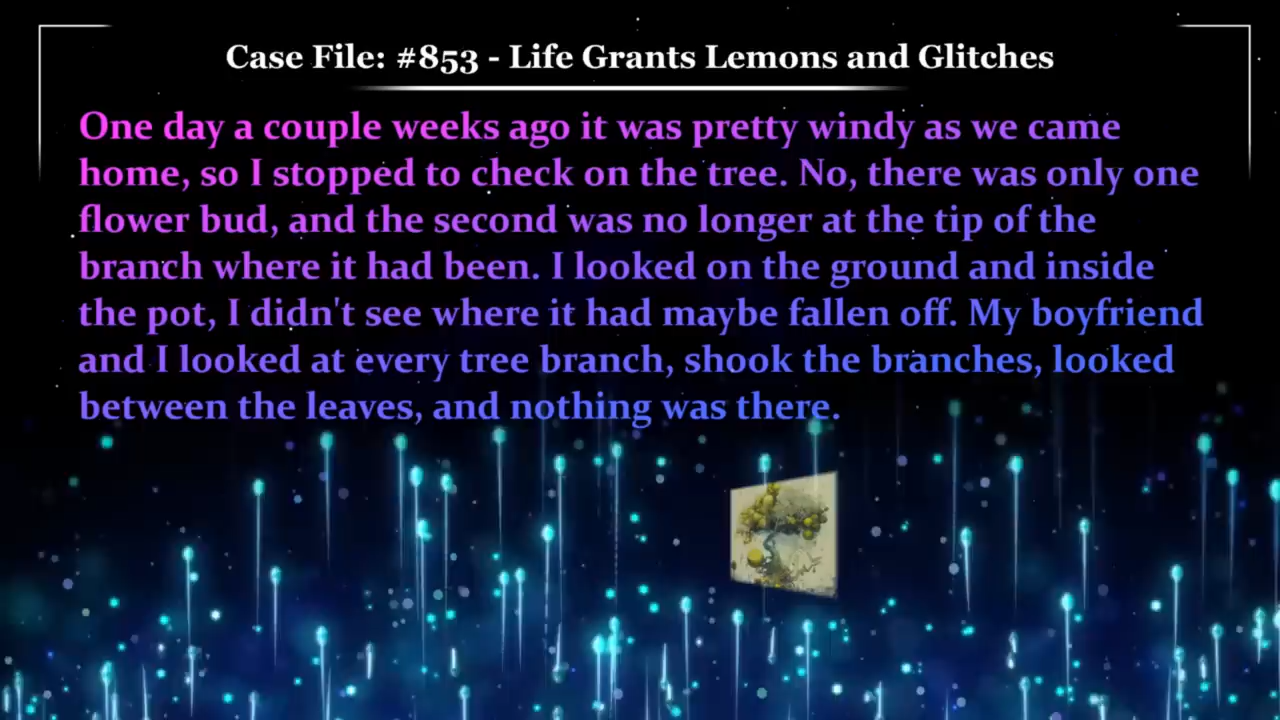 Case File: #853 - Life Grants Lemons and Glitches
One day a couple weeks ago it was pretty windy as we came
home, so I stopped to check on the tree. No, there was only one
flower bud, and the second was no longer at the tip of the
branch where it had been. I looked on the ground and inside
the pot, I didn't see where it had maybe fallen off. My boyfriend
and I looked at every tree branch, shook the branches, looked
between the leaves, and nothing was there.